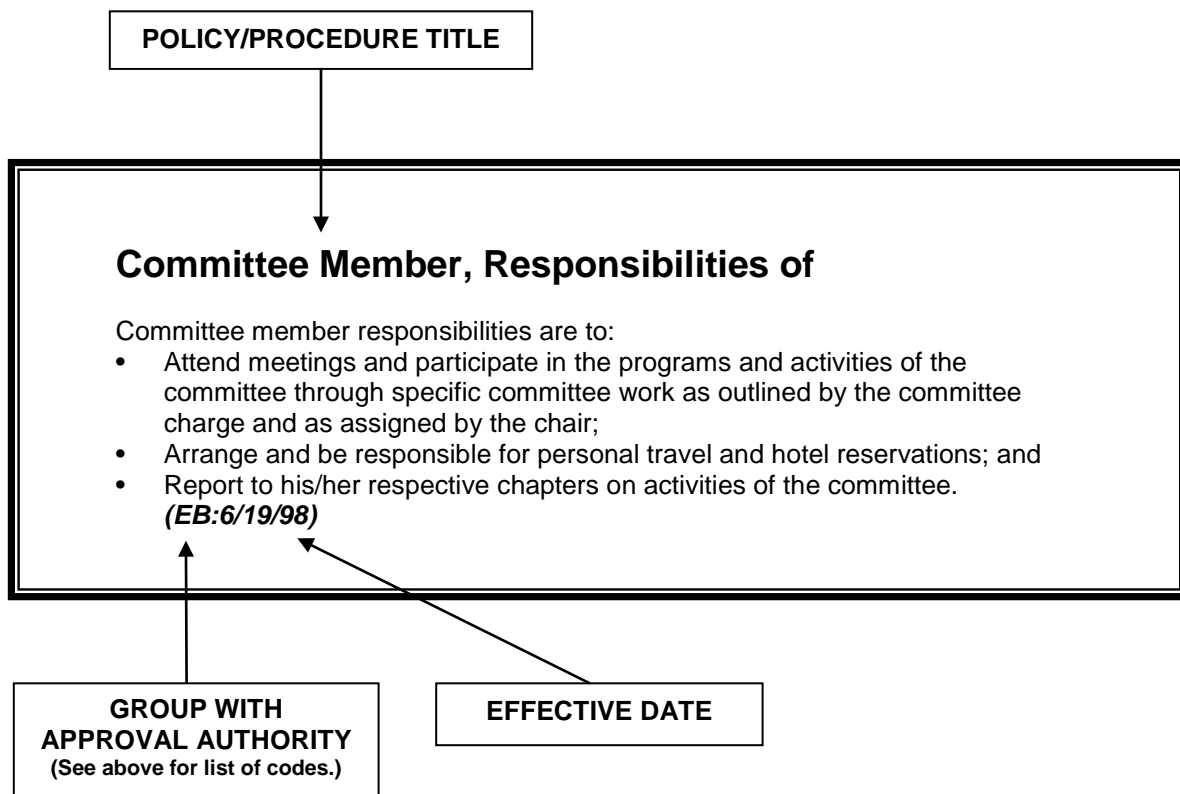 POLICY/PROCEDURE TITLE
Committee Member, Responsibilities of
Committee member responsibilities are to:
• Attend meetings and participate in the programs and activities of the
committee through specific committee work as outlined by the committee
charge and as assigned by the chair;
• Arrange and be responsible for personal travel and hotel reservations; and
• Report to his/her respective chapters on activities of the committee.
(EB:6/19/98)
GROUP WITH
APPROVAL AUTHORITY
(See above for list of codes.)
EFFECTIVE DATE